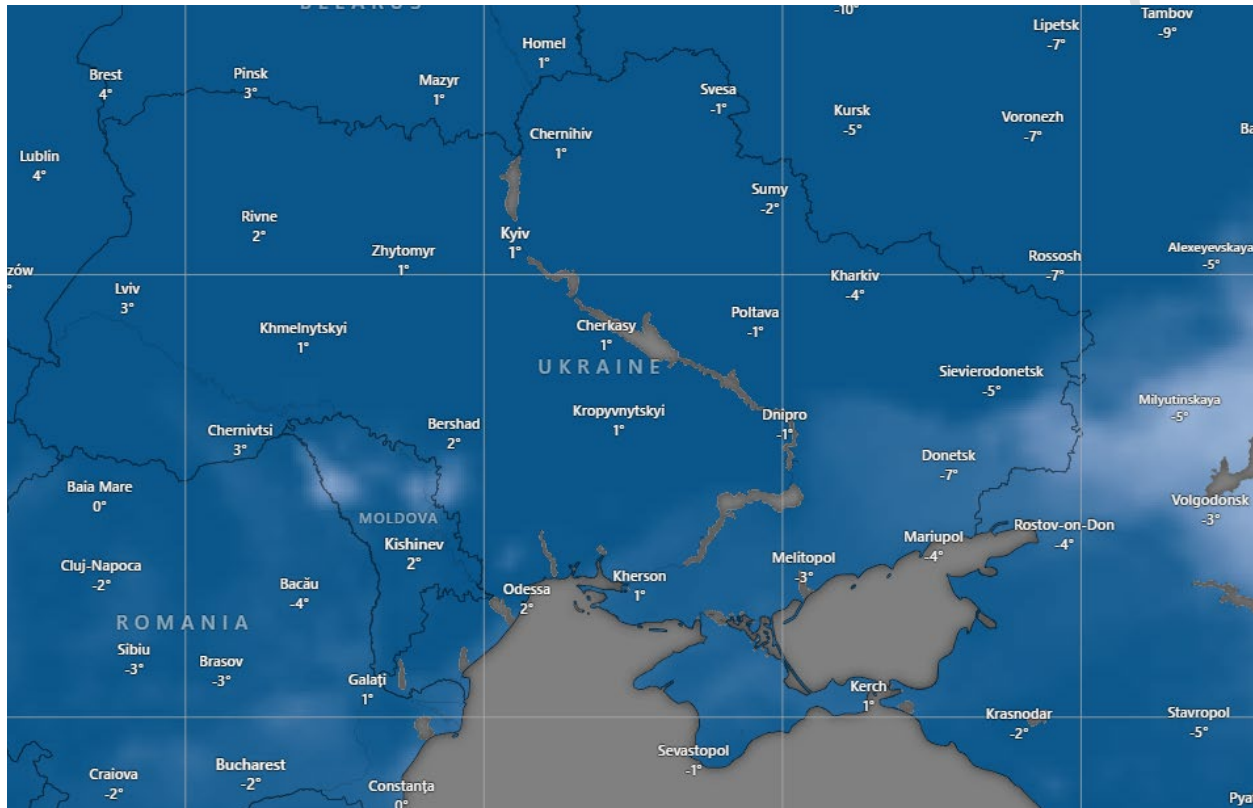 BELARUS
-10°
Tambov
-9°
Lipetsk
-7°
Homel
1°
Brest
4°
Pinsk
3°
Mazyr
1°
Svesa
-1°
Kursk
-5°
Voronezh
-7°
Chernihiv
1°
Ba
Lublin
4°
Sumy
-2°
Rivne
2°
Kyiv
1°
Zhytomyr
1°
Kharkiv
-4°
Rossosh
-7°
Alexeyevskaya
-5°
zów
°
Lviv
3°
Khmelnytskyi
1°
Cherkasy
1°
Poltava
-1°
UKRAINE
Sievierodonetsk
-5°
Milyutinskaya
-5°
Kropyvnytskyi
1°
Dnipro
-1°
Bershad
2°
Chernivtsi
3°
Donetsk
-7°
Baia Mare
0°
Volgodonsk
-3°
MOLDOVA
Kishinev
2°
Rostov-on-Don
-4°
Mariupol
-4°
Melitopol
-3°
Cluj-Napoca
-2°
Bacău
-4°
Odessa
2°
Kherson
1°
ROMANIA
Sibiu
-3°
Brasov
-3°
Galați
1°
Kerch
1°
Krasnodar
-2°
Stavropol
-5°
Sevastopol
-1°
Bucharest
-2°
Craiova
-2°
Constanța
0°
Pya